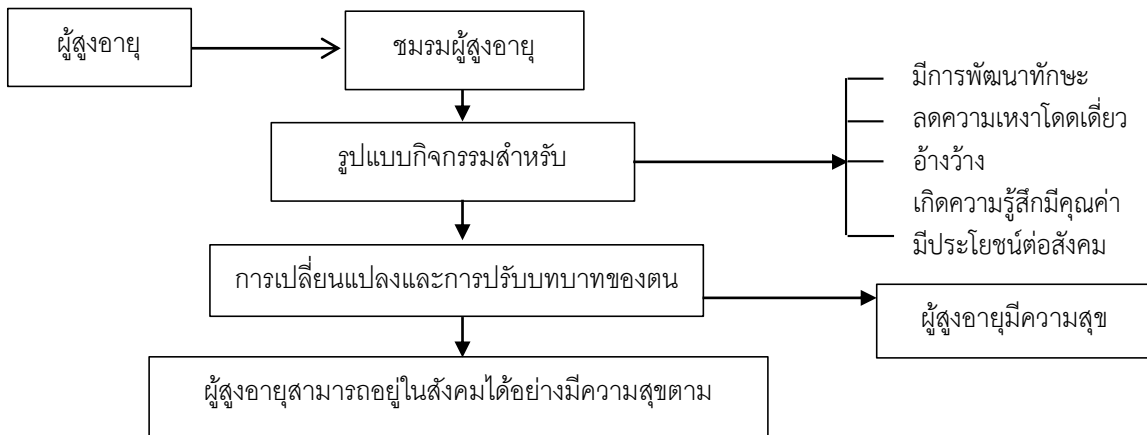 ผู้สูงอายุ
ชมรมผู้สูงอายุ
มีการพัฒนาทักษะ
ลดความเหงาโดดเดี่ยว
อ้างว้าง
เกิดความรู้สึกมีคุณค่า
มีประโยชน์ต่อสังคม
รูปแบบกิจกรรมสำหรับ
การเปลี่ยนแปลงและการปรับบทบาทของตน
ผู้สูงอายุมีความสุข
ผู้สูงอายุสามารถอยู่ในสังคมได้อย่างมีความสุขตาม